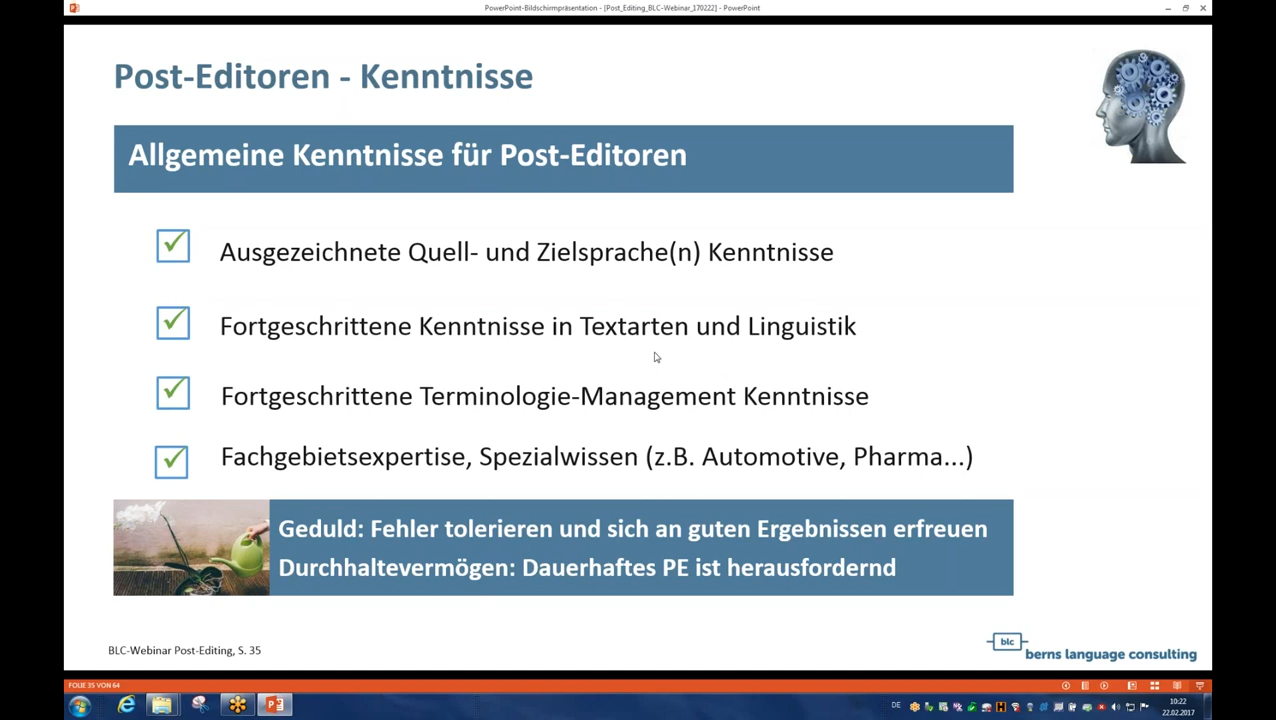 PowerPoint-Bildschirmpräsentation - [Post_Editing_BLC-Webinar_170222] - PowerPoint
Post-Editoren - Kenntnisse
Allgemeine Kenntnisse für Post-Editoren
Ausgezeichnete Quell- und Zielsprache(n) Kenntnisse
Fortgeschrittene Kenntnisse in Textarten und Linguistik
Fortgeschrittene Terminologie-Management Kenntnisse
Fachgebietsexpertise, Spezialwissen (z.B. Automotive, Pharma...)
Geduld: Fehler tolerieren und sich an guten Ergebnissen erfreuen
Durchhaltevermögen: Dauerhaftes PE ist herausfordernd
BLC-Webinar Post-Editing, S. 35
blc
berns language consulting
FOLIE 35 VON 64
DE
10:22
22.02.2017